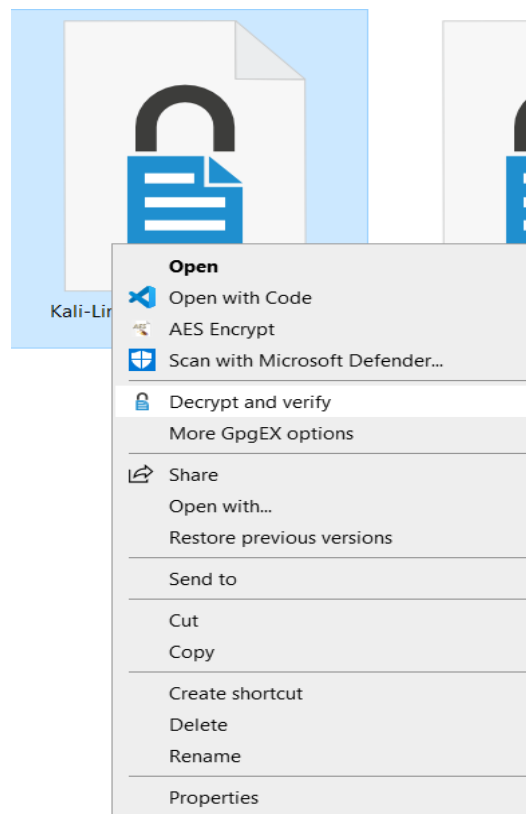 Kali-Lin
Open
Open with Code
AES Encrypt
Scan with Microsoft Defender...
Decrypt and verify
More GpgEX options
Share
Open with...
Restore previous versions
Send to
Cut
Copy
Create shortcut
Delete
Rename
Properties